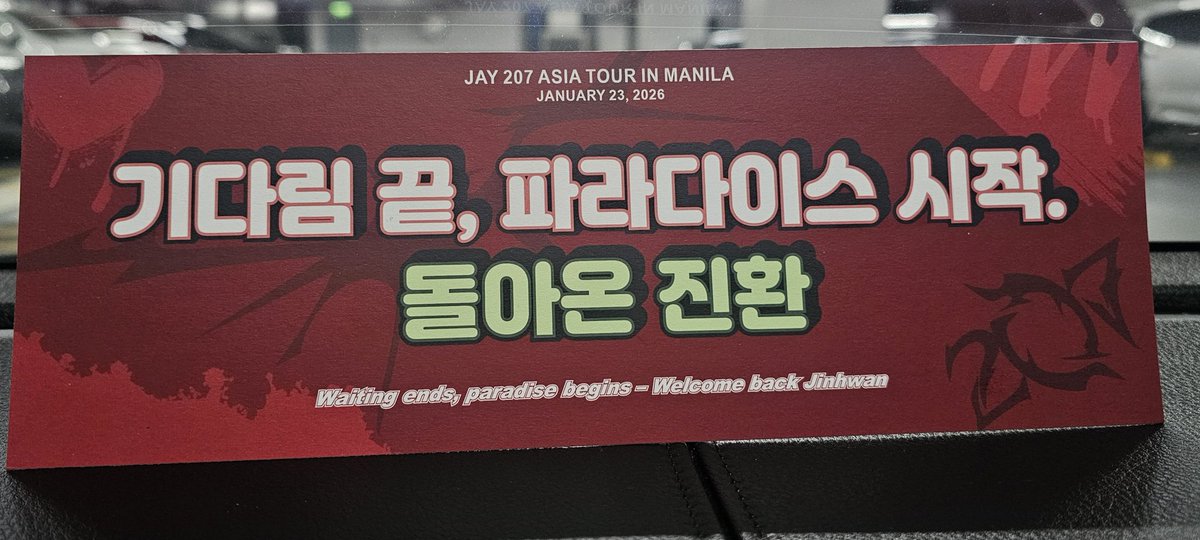 JAY 207 ASIA TOUR IN MANILA
JANUARY 23, 2026
기다림 끝, 파라다이스 시작.
돌아온 진환
Waiting ends, paradise begins – Welcome back Jinhwan
207